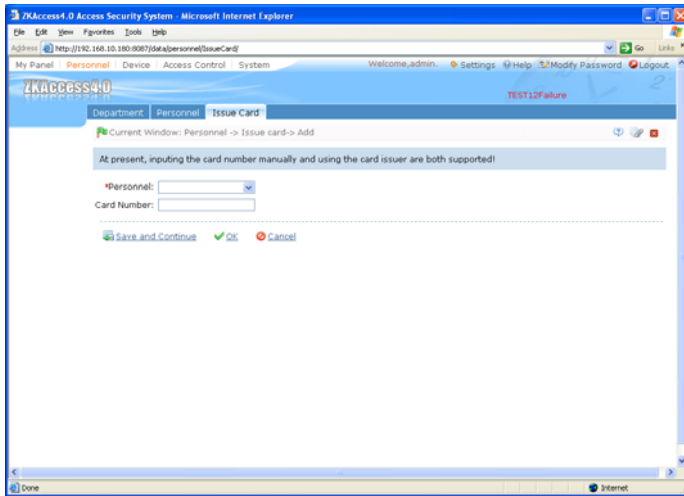 ZKAccess4.0 Access Security System - Microsoft Internet Explorer
File Edit View Favorites Tools Help
Address http://192.168.10.180:8087/data/personnel/IssueCard/ Go Links
My Panel Personnel Device Access Control System Welcome,admin. Settings Help Modify Password Logout
ZKAccess4.0
TEST12Failure
Department Personnel Issue Card
Current Window: Personnel -> Issue card-> Add
At present, inputing the card number manually and using the card issuer are both supported!
*Personnel:
Card Number:
Save and Continue OK Cancel
Done Internet